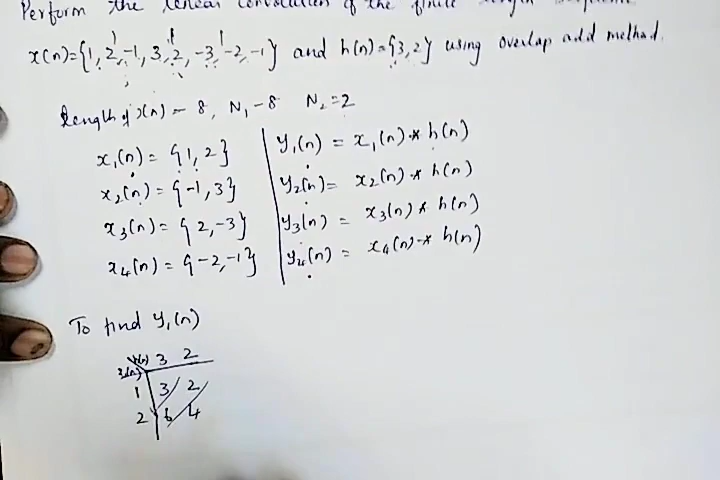 Perform the linear convolution of the finite length
x(n)={1, 2, -1, 3, 2, -3, -2, -1} and h(n)={3, 2} using overlap add method.
Length of x(n) - 8, N₁ - 8 N₂ = 2
x₁(n) = {1, 2} y₁(n) = x₁(n) * h(n)
x₂(n) = {-1, 3} y₂(n) = x₂(n) * h(n)
x₃(n) = {2, -3} y₃(n) = x₃(n) * h(n)
x₄(n) = {-2, -1} y₄(n) = x₄(n) * h(n)
To find y₁(n)
h(n) 3 2
1 3 2
2 6 4